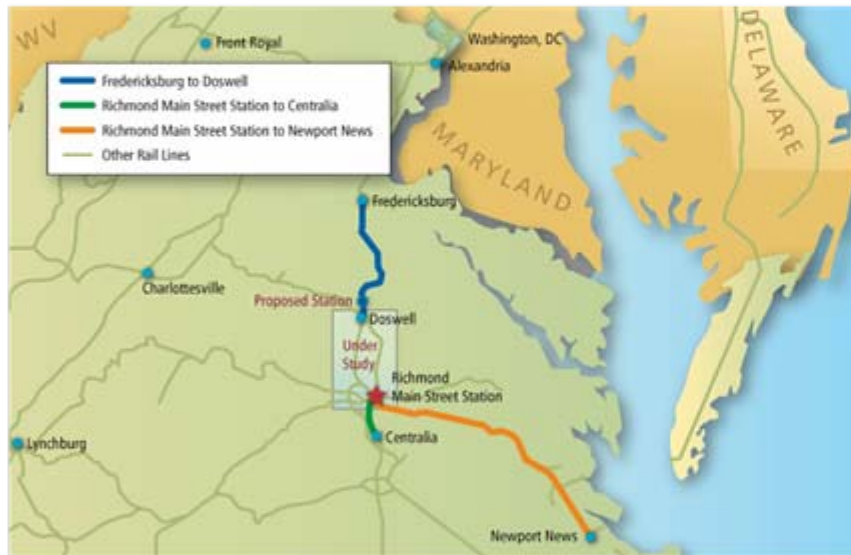 WV
Front Royal
Washington, DC
Alexandria
DELAWARE
Fredericksburg to Doswell
Richmond Main Street Station to Centralia
Richmond Main Street Station to Newport News
Other Rail Lines
MARYLAND
Fredericksburg
Charlottesville
Proposed Station
Doswell
Under
Study
Richmond
Main Street Station
Centralia
Lynchburg
Newport News